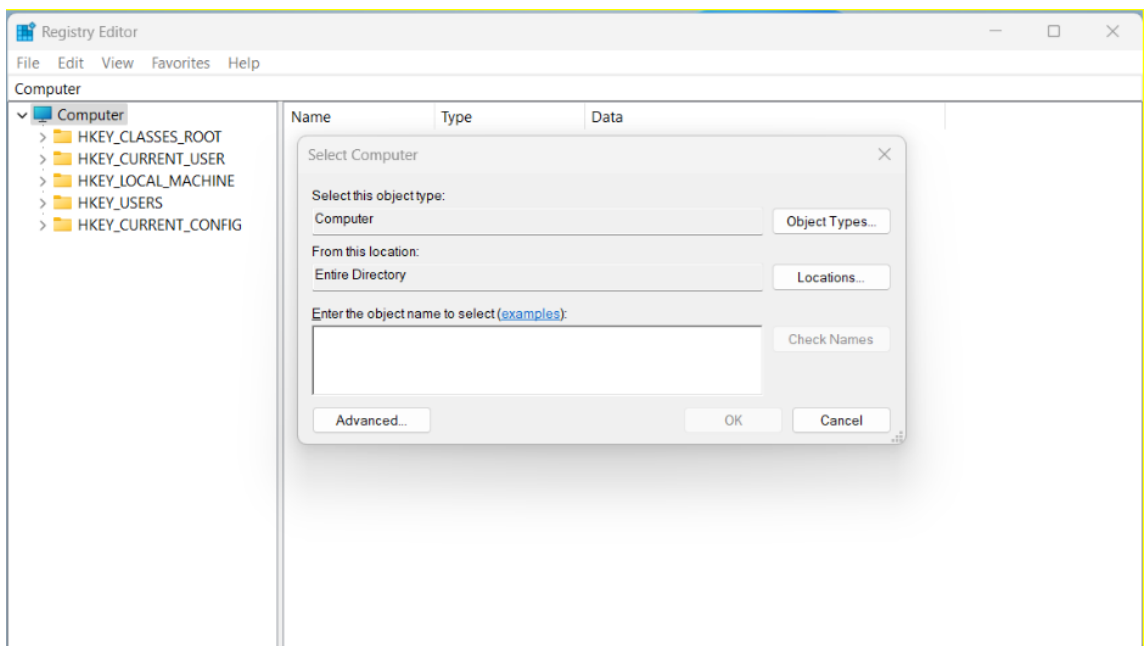 Registry Editor
File Edit View Favorites Help
Computer
Computer
HKEY_CLASSES_ROOT
HKEY_CURRENT_USER
HKEY_LOCAL_MACHINE
HKEY_USERS
HKEY_CURRENT_CONFIG
Name Type Data
Select Computer
Select this object type:
Computer
Object Types...
From this location:
Entire Directory
Locations...
Enter the object name to select (examples):
Check Names
Advanced...
OK
Cancel